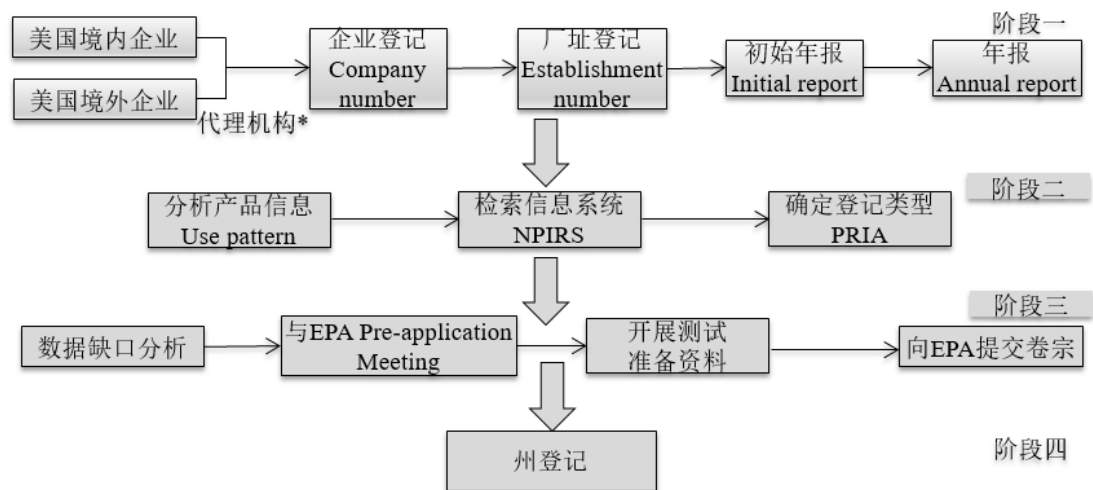 阶段一
美国境内企业
美国境外企业
代理机构*
企业登记
Company
number
厂址登记
Establishment
number
初始年报
Initial report
年报
Annual report
阶段二
分析产品信息
Use pattern
检索信息系统
NPIRS
确定登记类型
PRIA
阶段三
数据缺口分析
与EPA Pre-application
Meeting
开展测试
准备资料
向EPA提交卷宗
州登记
阶段四